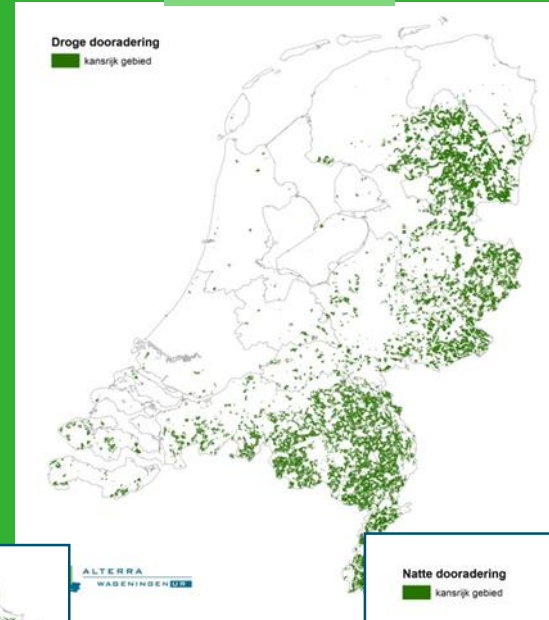 Droge dooradering
kansrijk gebied
ALTERRA
WAGENINGEN UR
Natte dooradering
kansrijk gebied